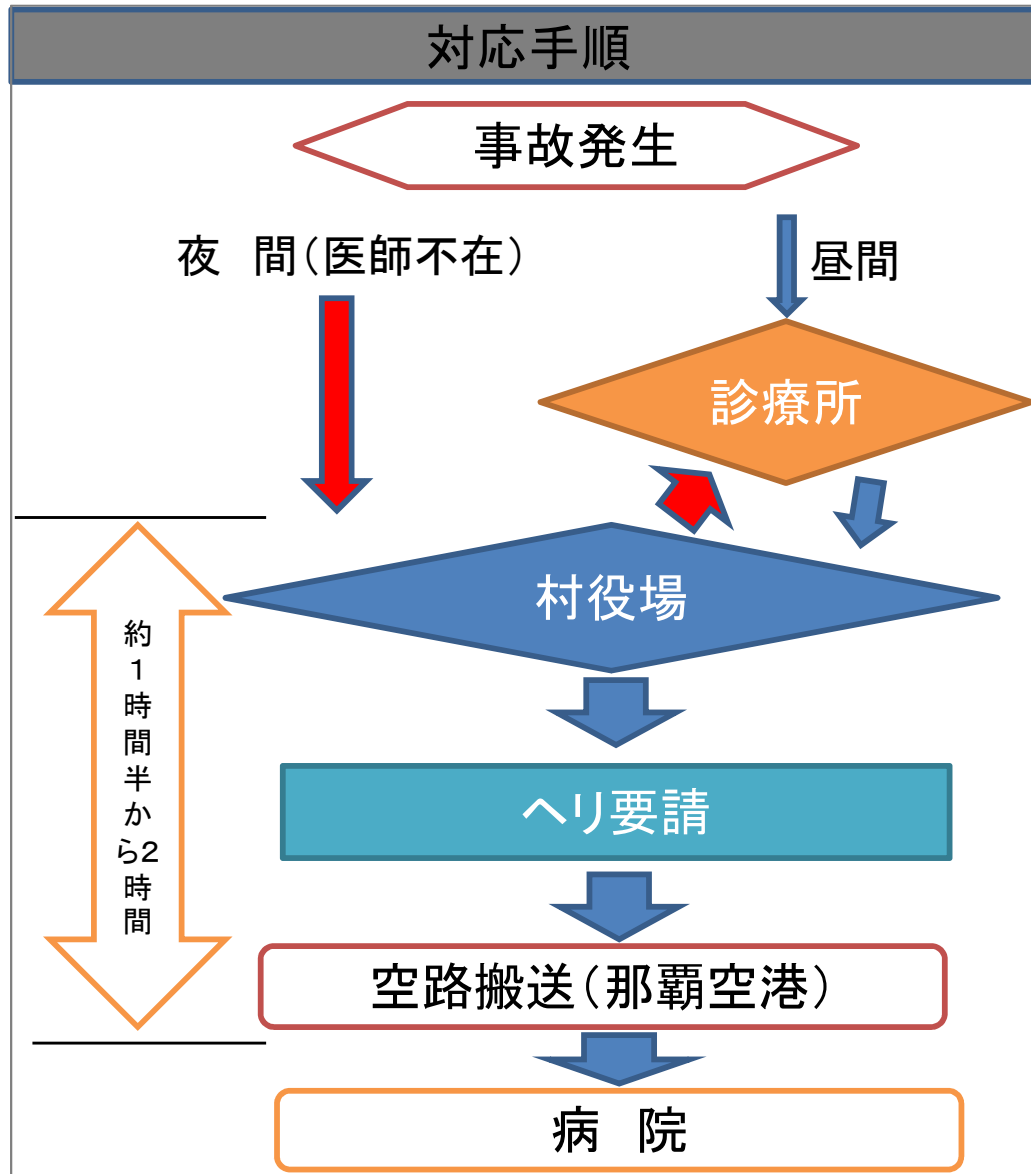 対応手順
事故発生
夜　間（医師不在）
昼間
診療所
村役場
約1時間半から2時間
ヘリ要請
空路搬送（那覇空港）
病　院